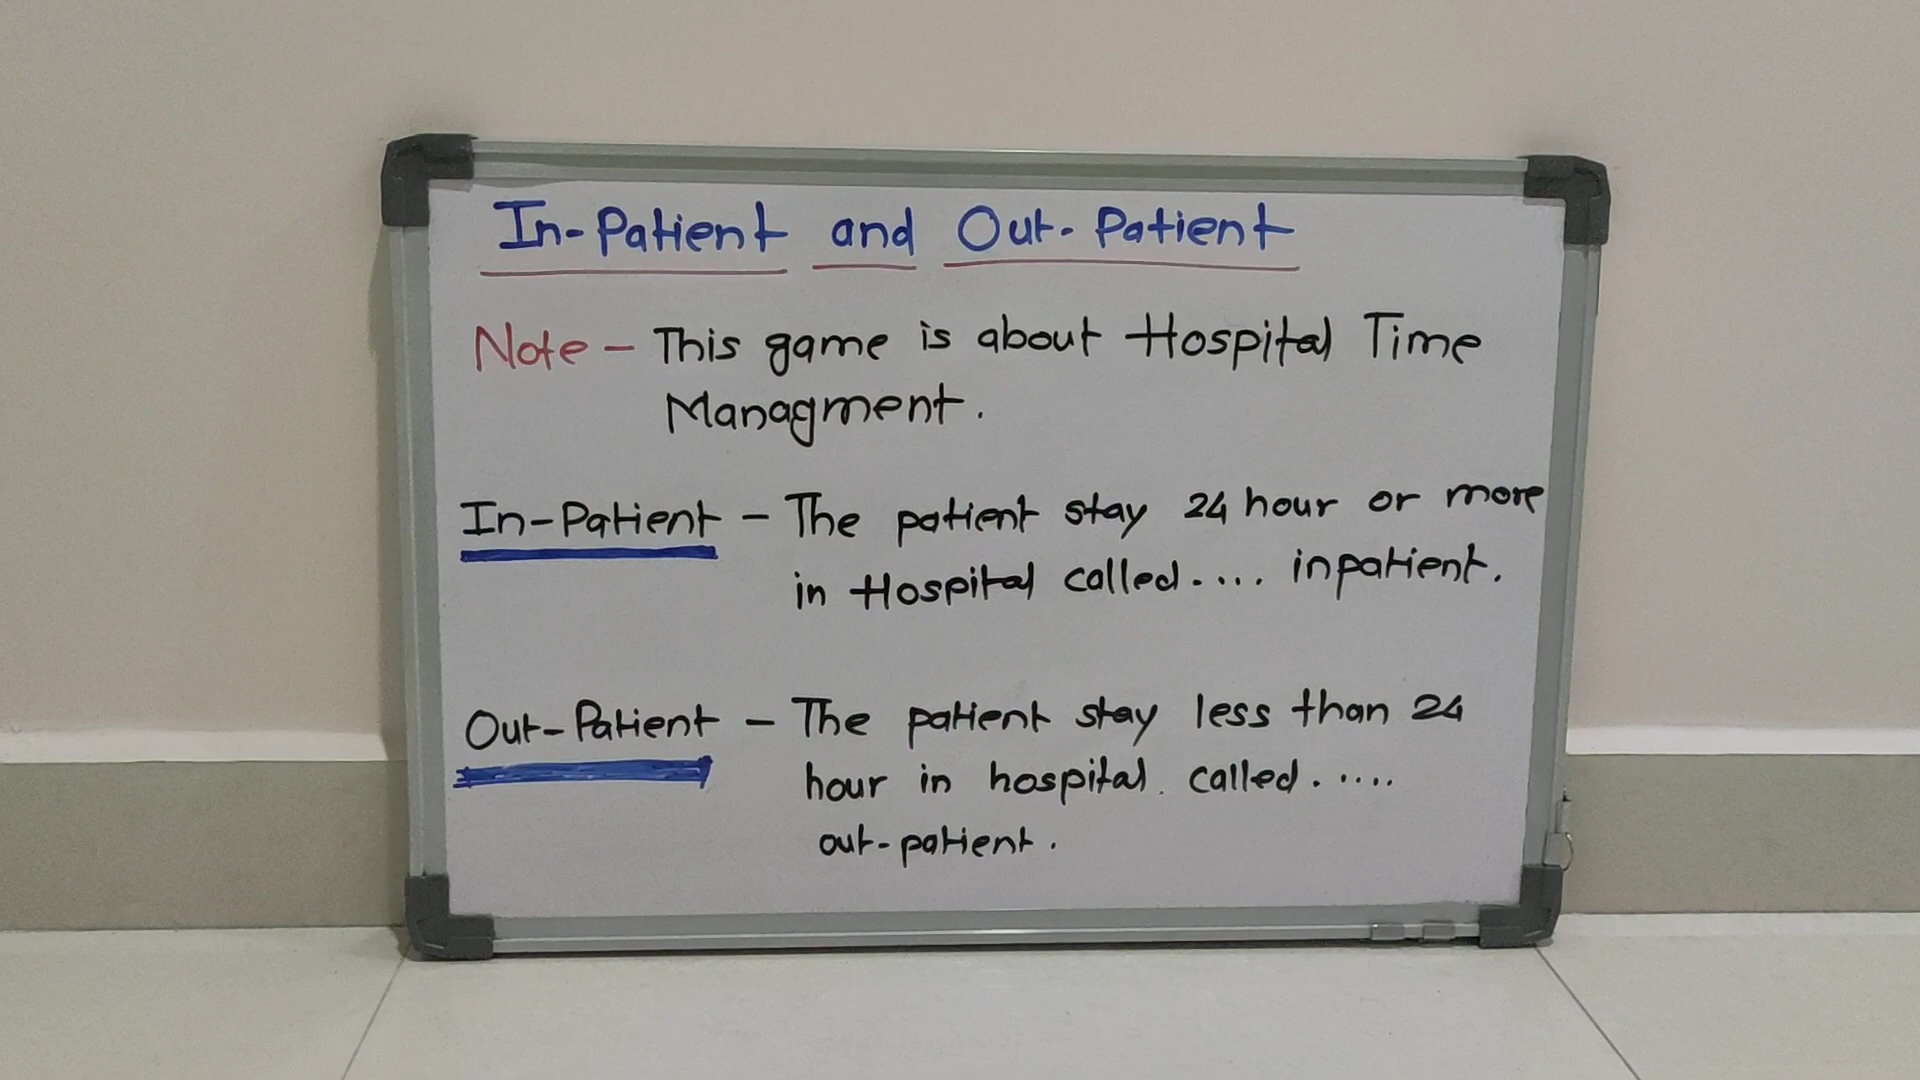 In-Patient and Out-Patient
Note - This game is about Hospital Time
Managment.
In-Patient - The patient stay 24 hour or more
in Hospital called.... inpatient.
Out-Patient - The patient stay less than 24
hour in hospital. called.....
out-patient.